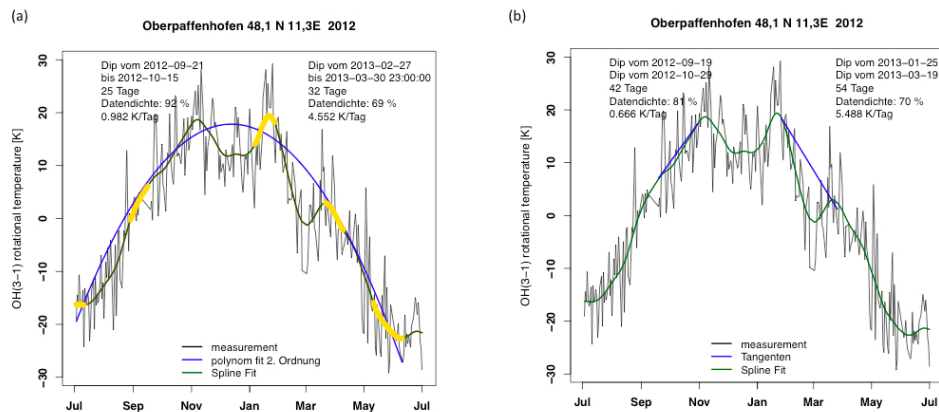 (a)
Oberpaffenhofen 48,1 N 11,3E 2012
Dip vom 2012−09−21
bis 2012−10−15
25 Tage
Datendichte: 92 %
0.982 K/Tag
Dip vom 2013−02−27
bis 2013−03−30 23:00:00
32 Tage
Datendichte: 69 %
4.552 K/Tag
OH(3−1) rotational temperature [K]
30
20
10
0
−10
−20
−30
measurement
polynom fit 2. Ordnung
Spline Fit
Jul Sep Nov Jan Mar May Jul
(b)
Oberpaffenhofen 48,1 N 11,3E 2012
Dip vom 2012−09−19
Dip vom 2012−10−29
42 Tage
Datendichte: 81 %
0.666 K/Tag
Dip vom 2013−01−25
Dip vom 2013−03−19
54 Tage
Datendichte: 70 %
5.488 K/Tag
OH(3−1) rotational temperature [K]
30
20
10
0
−10
−20
−30
measurement
Tangenten
Spline Fit
Jul Sep Nov Jan Mar May Jul